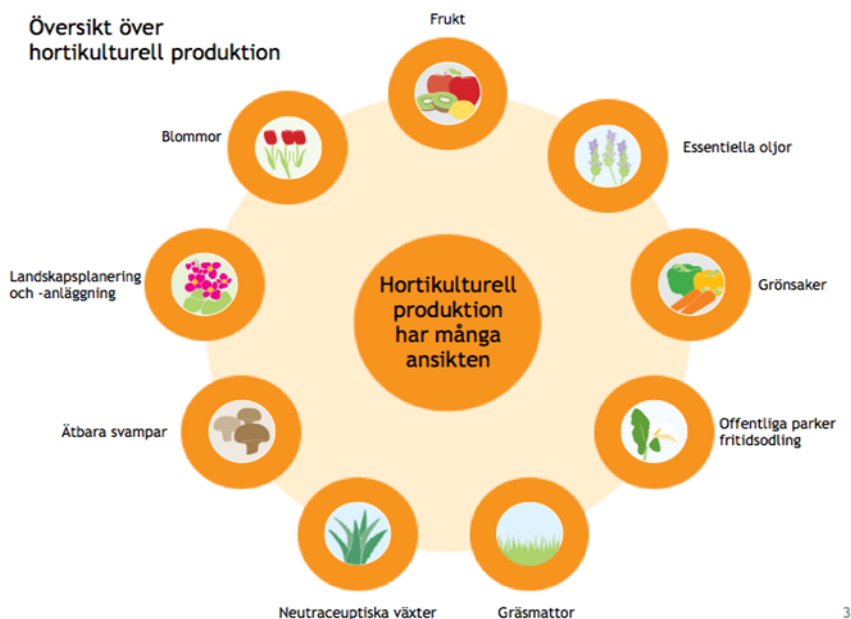 Översikt över
hortikulturell produktion
Frukt
Essentiella oljor
Grönsaker
Offentliga parker
fritidsodling
Gräsmattor
Neutraceuptiska växter
Ätbara svampar
Landskapsplanering
och -anläggning
Blommor
Hortikulturell
produktion
har många
ansikten
3